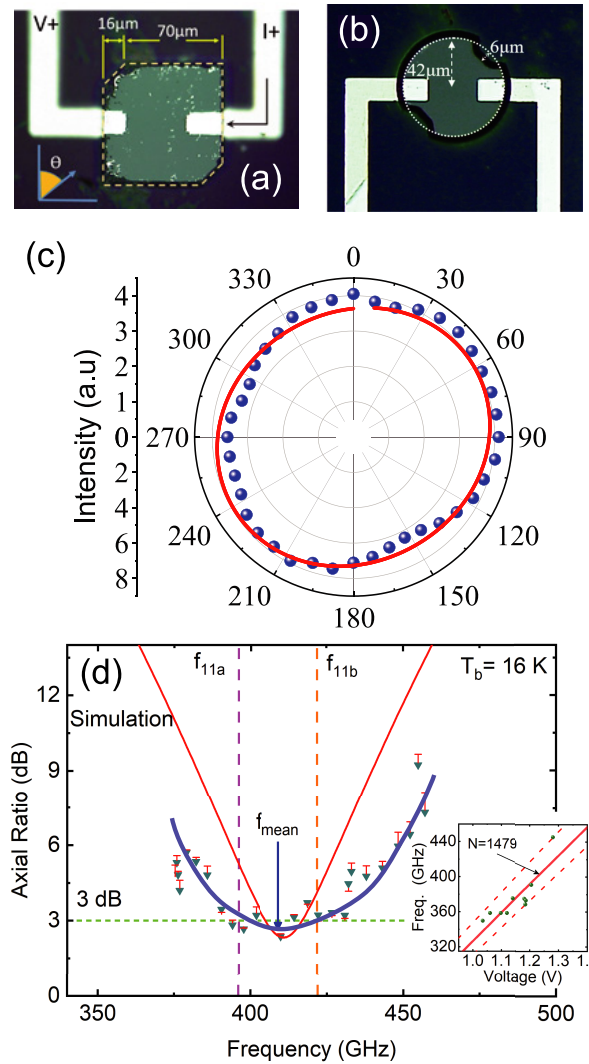 16μm
70μm
V+
I+
θ
(a)
(b)
6μm
42μm
(c)
0
330
30
300
60
270
90
240
120
210
150
180
4
3
2
1
0
2
4
6
8
Intensity (a.u)
(d)
f11a
f11b
Tb= 16 K
Simulation
fmean
3 dB
12
9
6
3
0
Axial Ratio (dB)
350
400
450
500
Frequency (GHz)
N=1479
440
400
360
320
Freq. (GHz)
1.0
1.1
1.2
1.3
1.
Voltage (V)